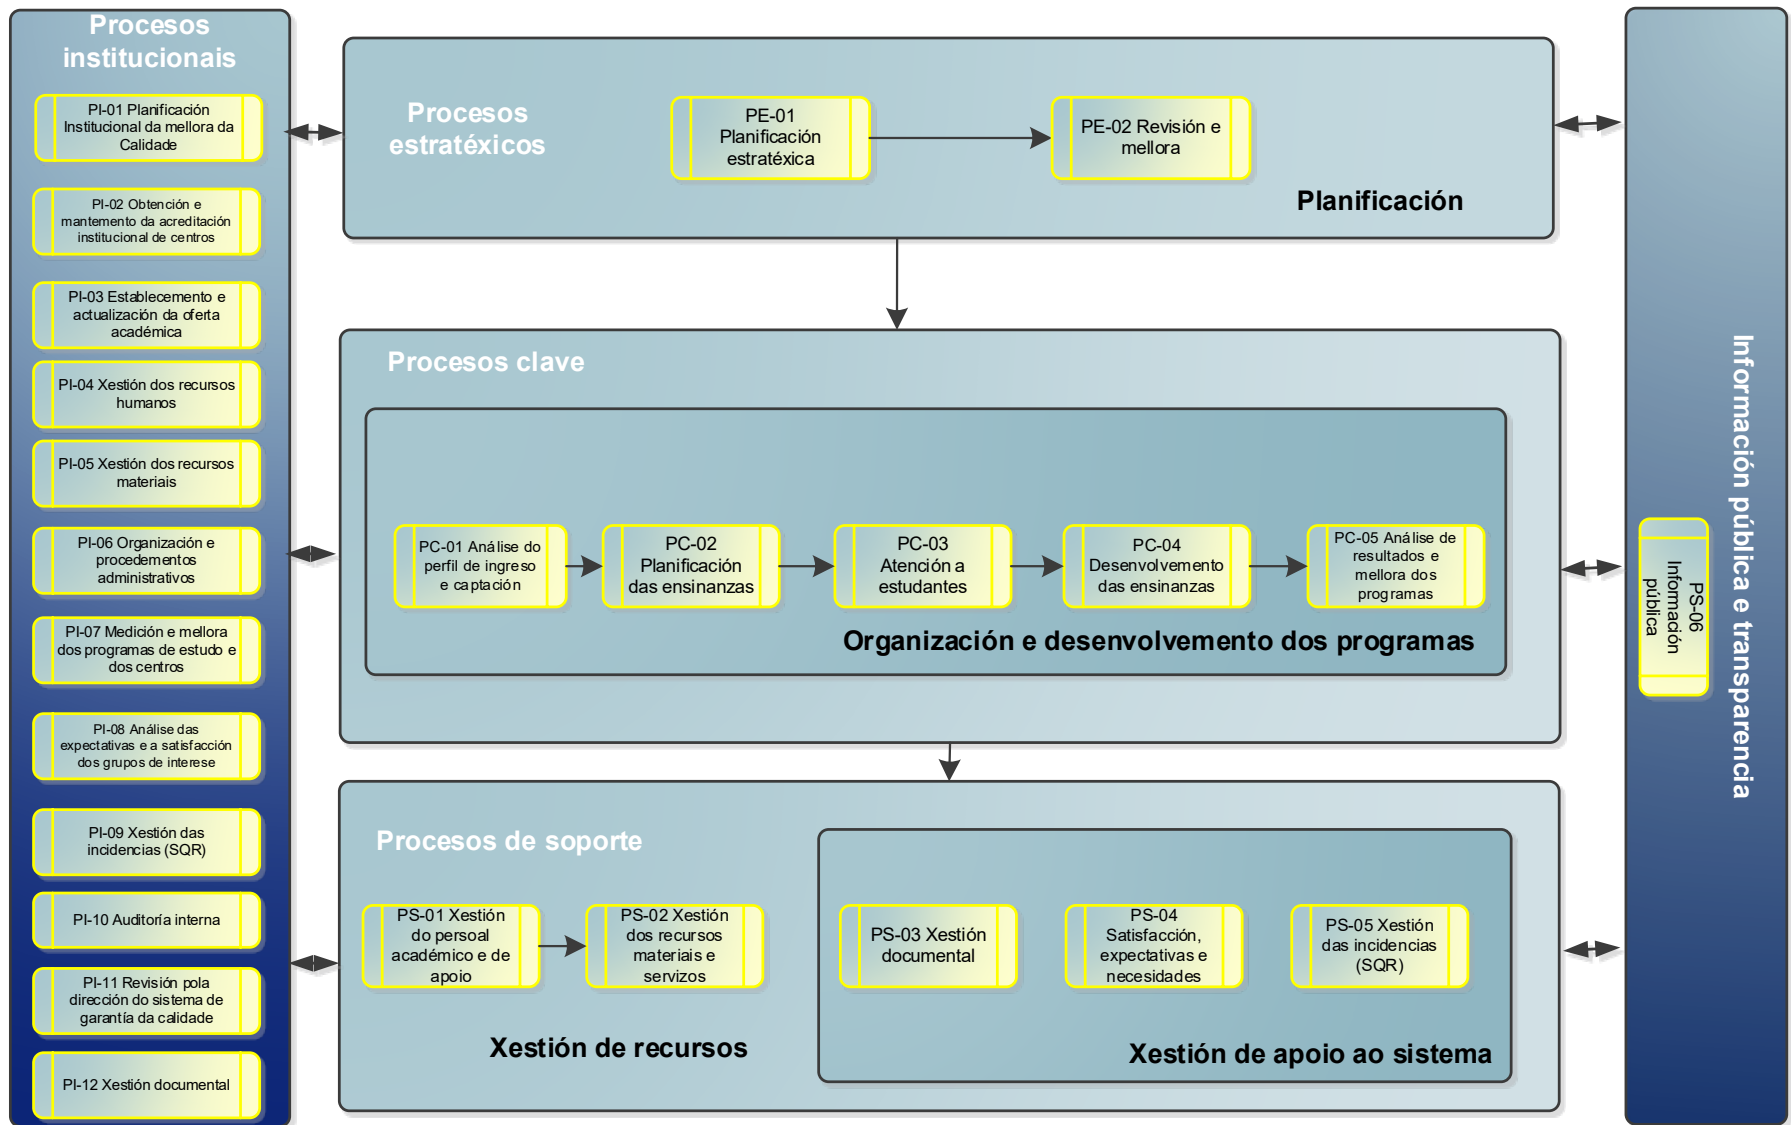 Procesos
institucionais
PI-01 Planificación
Institucional da mellora da
Calidade
PI-02 Obtención e
mantemento da acreditación
institucional de centros
PI-03 Establecemento e
actualización da oferta
académica
PI-04 Xestión dos recursos
humanos
PI-05 Xestión dos recursos
materiais
PI-06 Organización e
procedementos
administrativos
PI-07 Medición e mellora
dos programas de estudo e
dos centros
PI-08 Análise das
expectativas e a satisfacción
dos grupos de interese
PI-09 Xestión das
incidencias (SQR)
PI-10 Auditoría interna
PI-11 Revisión pola
dirección do sistema de
garantía da calidade
PI-12 Xestión documental
Procesos
estratéxicos
PE-01
Planificación
estratéxica
PE-02 Revisión e
mellora
Planificación
Procesos clave
PC-01 Análise do
perfil de ingreso
e captación
PC-02
Planificación
das ensinanzas
PC-03
Atención a
estudantes
PC-04
Desenvolvemento
das ensinanzas
PC-05 Análise de
resultados e
mellora dos
programas
Organización e desenvolvemento dos programas
Procesos de soporte
PS-01 Xestión
do persoal
académico e de
apoio
PS-02 Xestión
dos recursos
materiais e
servizos
Xestión de recursos
PS-03 Xestión
documental
PS-04
Satisfacción,
expectativas e
necesidades
PS-05 Xestión
das incidencias
(SQR)
Xestión de apoio ao sistema
Información pública e transparencia
PS-06
Información
pública